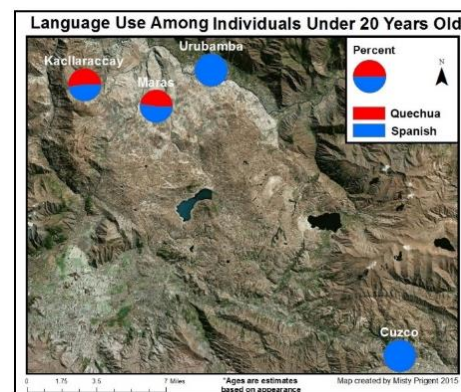 Language Use Among Individuals Under 20 Years Old
Urubamba
Kacllaraccay
Maras
Percent
N
Quechua
Spanish
Cuzco
0 1.75 3.5 7 Miles
*Ages are estimates
based on appearance
Map created by Misty Prigent 2015